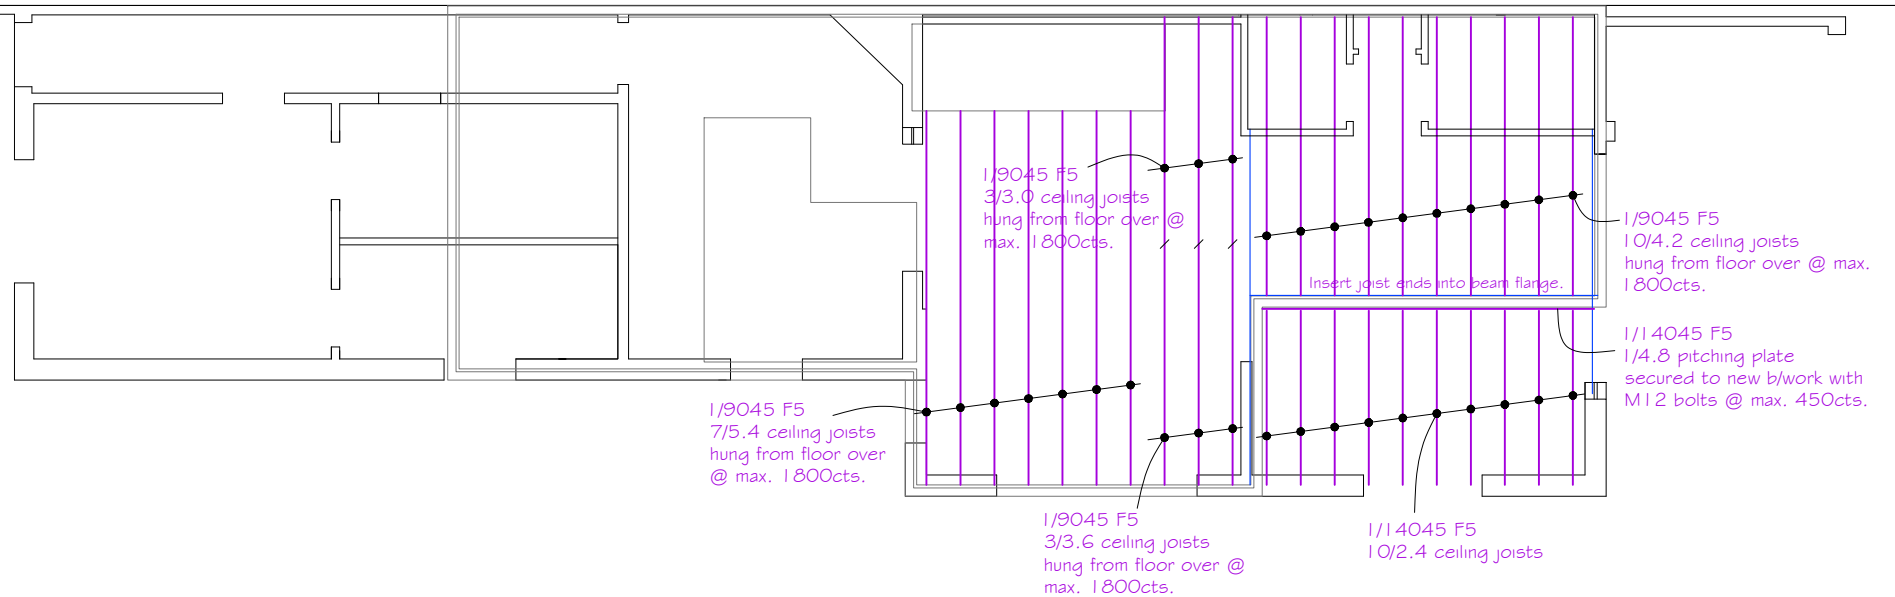 1/9045 F5
3/3.0 ceiling joists
hung from floor over @
max. 1800cts.
1/9045 F5
10/4.2 ceiling joists
hung from floor over @ max.
1800cts.
Insert joist ends into beam flange.
1/14045 F5
1/4.8 pitching plate
secured to new b/work with
M12 bolts @ max. 450cts.
1/9045 F5
7/5.4 ceiling joists
hung from floor over
@ max. 1800cts.
1/9045 F5
3/3.6 ceiling joists
hung from floor over @
max. 1800cts.
1/14045 F5
10/2.4 ceiling joists